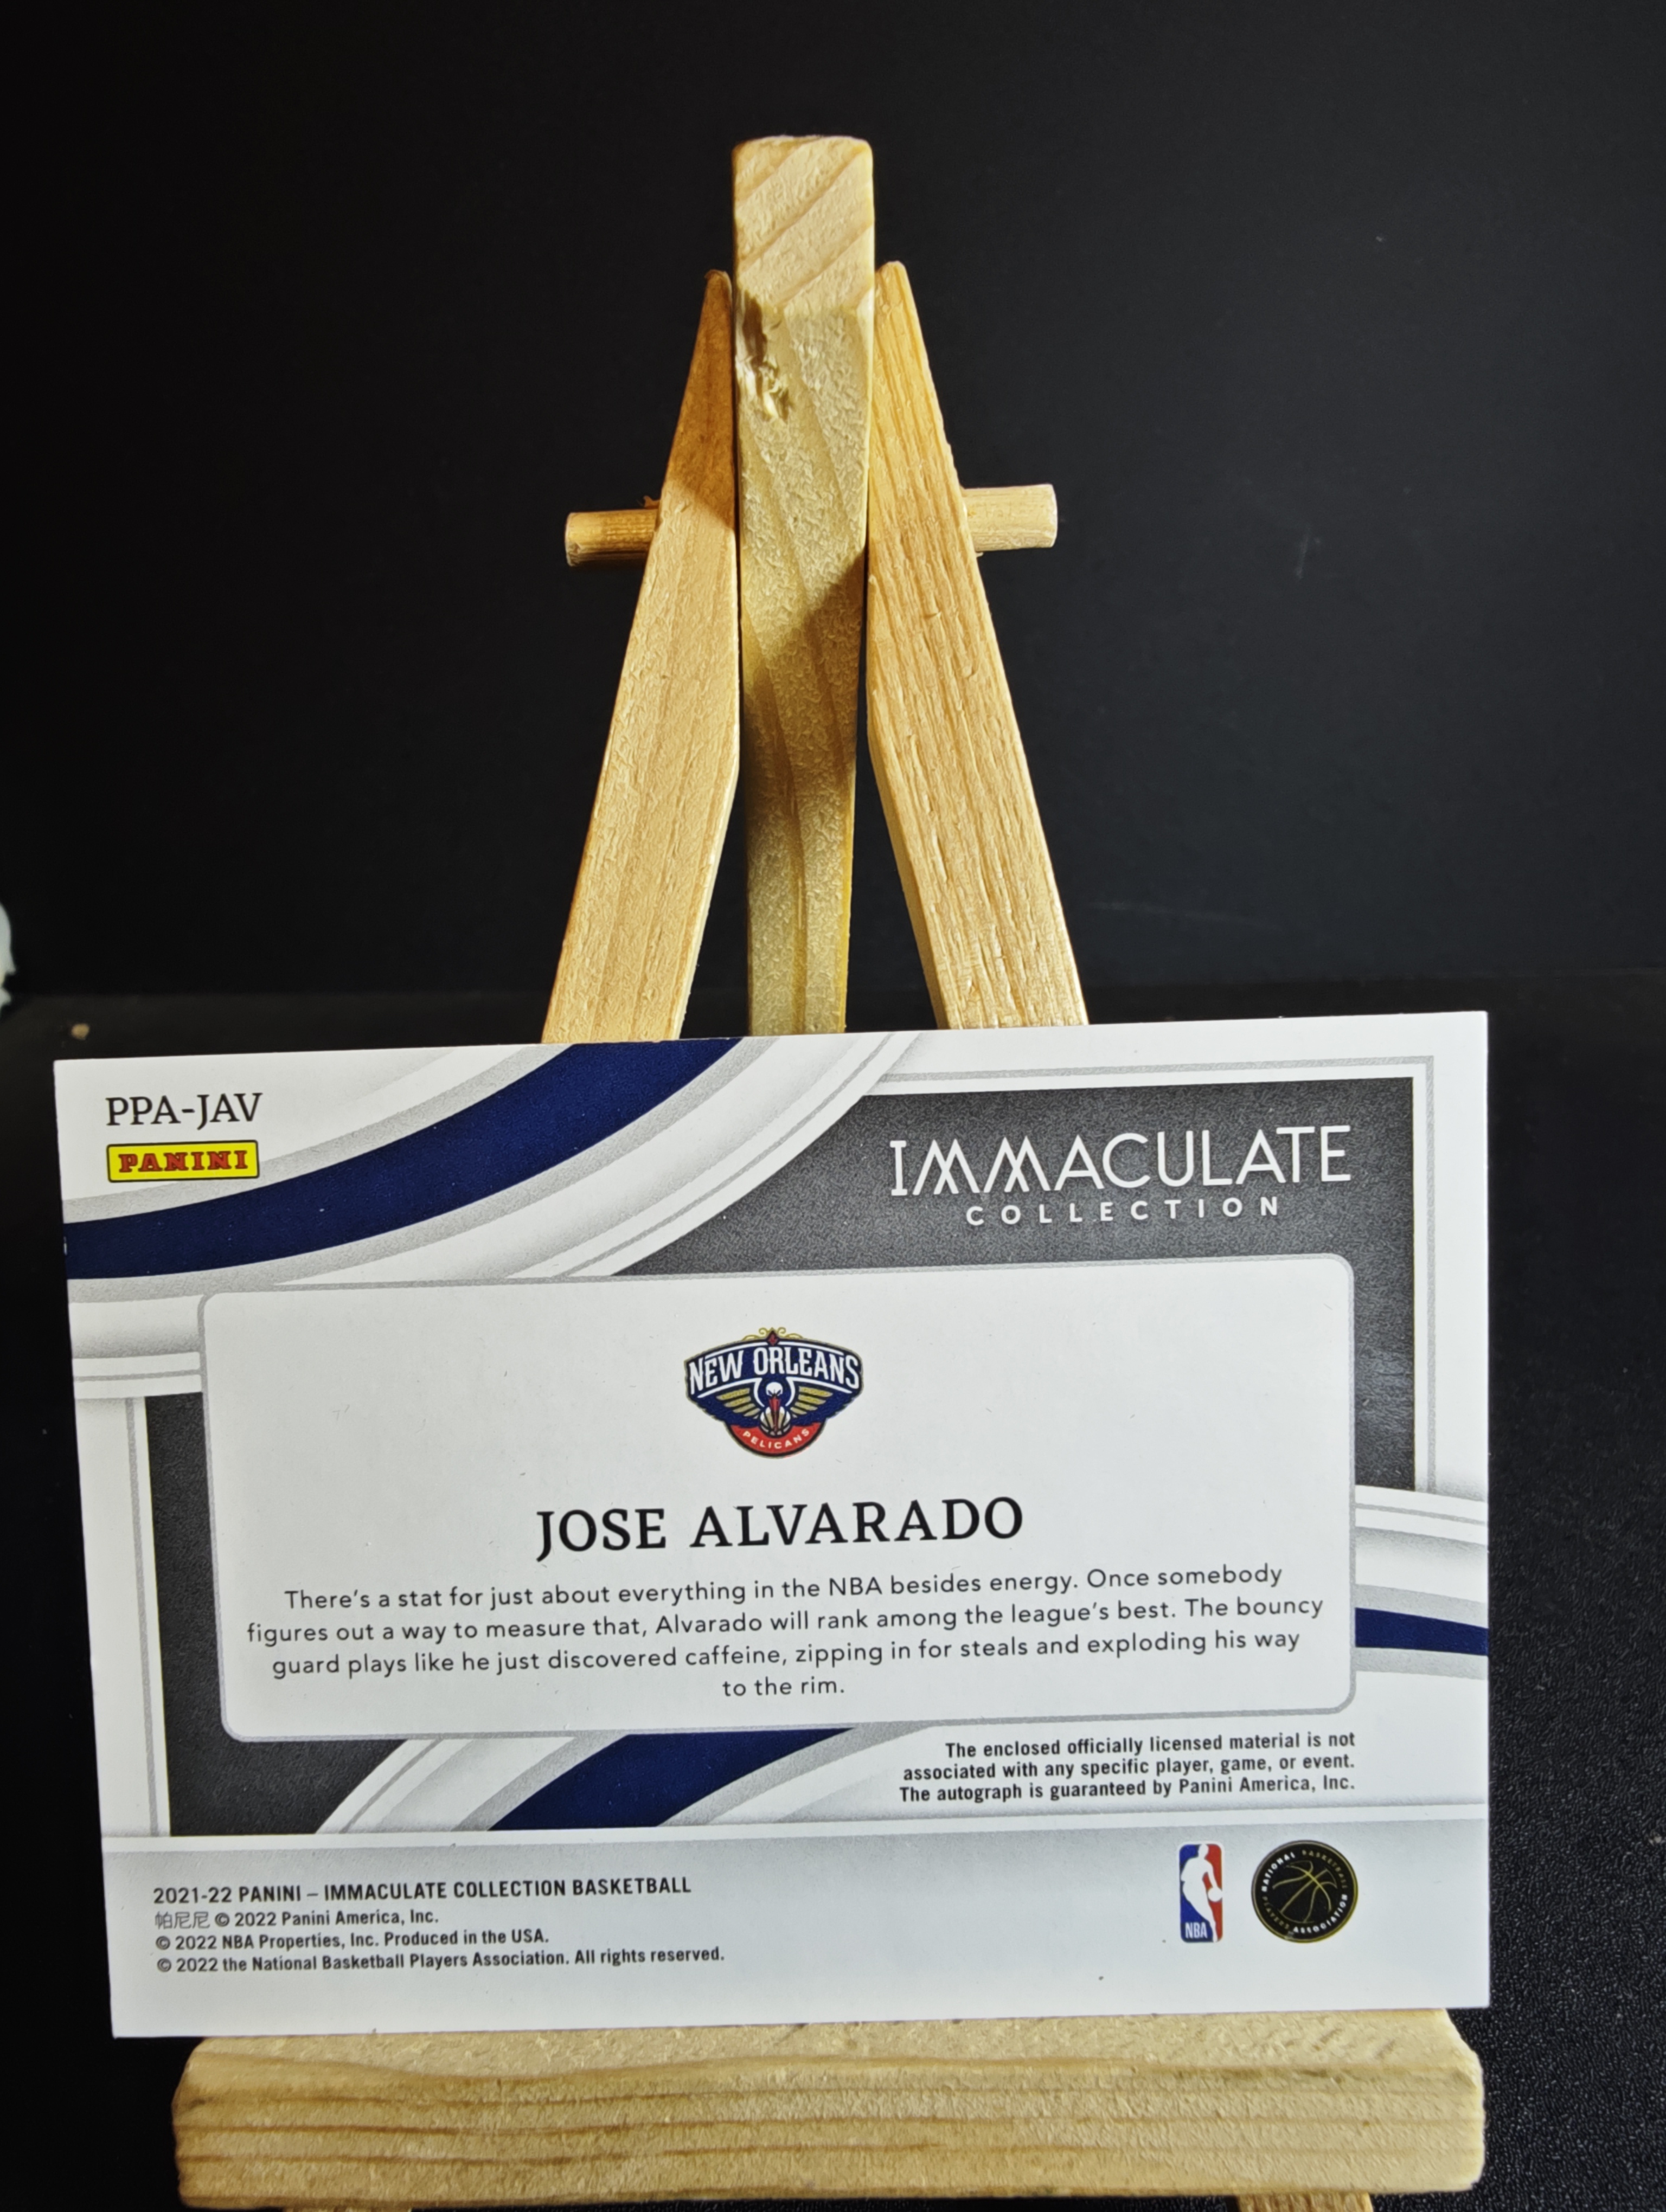 PPA-JAV
PANINI
IMMACULATE
COLLECTION
NEW ORLEANS
PELICANS
JOSE ALVARADO
There's a stat for just about everything in the NBA besides energy. Once somebody
figures out a way to measure that, Alvarado will rank among the league's best. The bouncy
guard plays like he just discovered caffeine, zipping in for steals and exploding his way
to the rim.
The enclosed officially licensed material is not
associated with any specific player, game, or event.
The autograph is guaranteed by Panini America, Inc.
2021-22 PANINI – IMMACULATE COLLECTION BASKETBALL
帕尼尼 © 2022 Panini America, Inc.
© 2022 NBA Properties, Inc. Produced in the USA.
© 2022 the National Basketball Players Association. All rights reserved.
NBA
NATIONAL BASKETBALL
PLAYERS ASSOCIATION